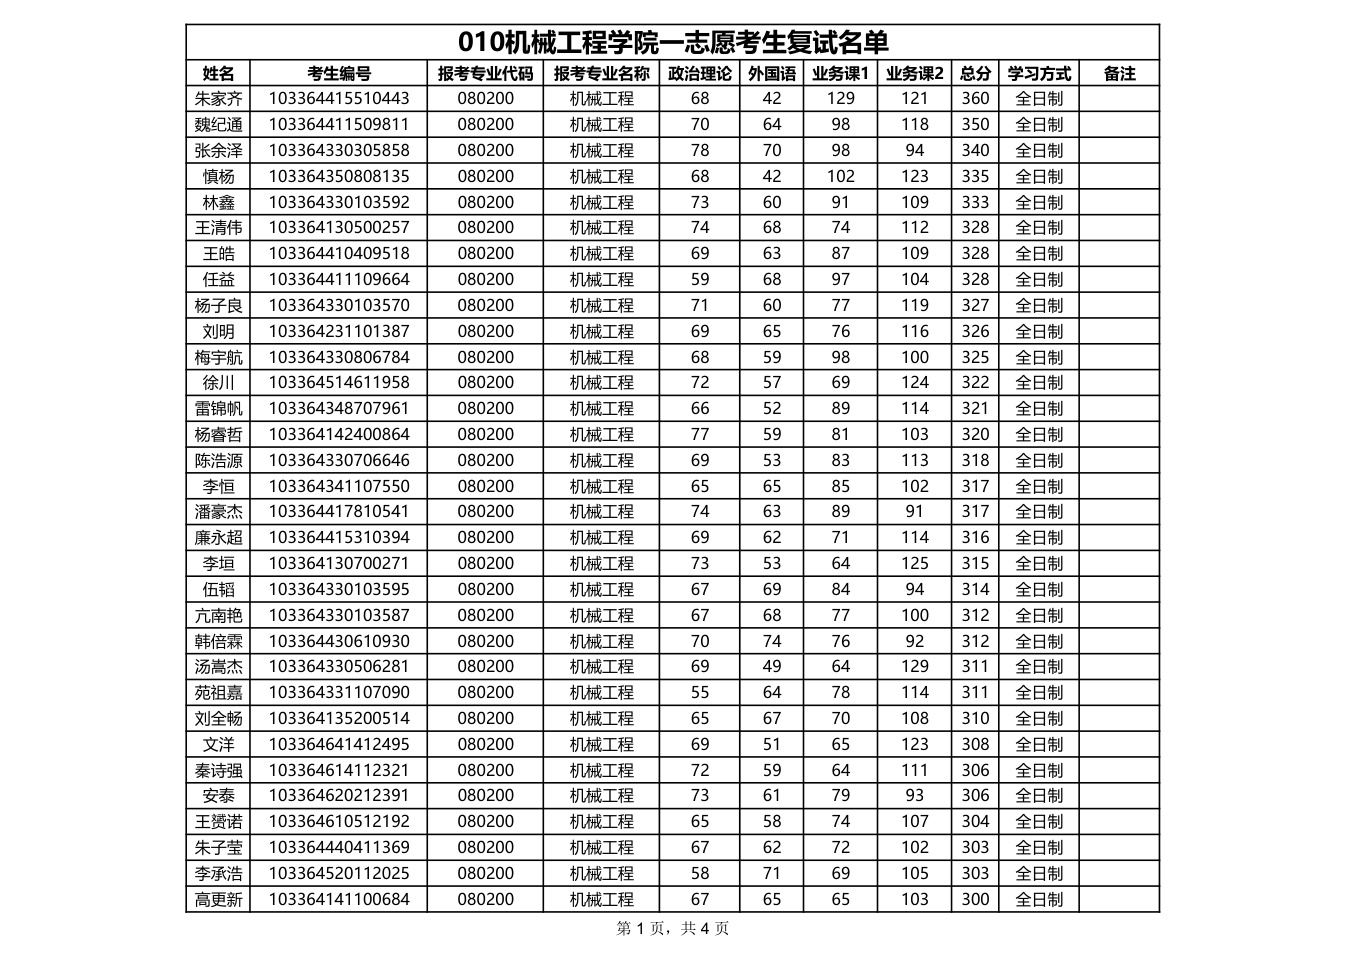 010机械工程学院一志愿考生复试名单
姓名 考生编号 报考专业代码 报考专业名称 政治理论 外国语 业务课1 业务课2 总分 学习方式 备注
朱家齐 103364415510443 080200 机械工程 68 42 129 121 360 全日制
魏纪通 103364411509811 080200 机械工程 70 64 98 118 350 全日制
张余泽 103364330305858 080200 机械工程 78 70 98 94 340 全日制
慎杨 103364350808135 080200 机械工程 68 42 102 123 335 全日制
林鑫 103364330103592 080200 机械工程 73 60 91 109 333 全日制
王清伟 103364130500257 080200 机械工程 74 68 74 112 328 全日制
王皓 103364410409518 080200 机械工程 69 63 87 109 328 全日制
任益 103364411109664 080200 机械工程 59 68 97 104 328 全日制
杨子良 103364330103570 080200 机械工程 71 60 77 119 327 全日制
刘明 103364231101387 080200 机械工程 69 65 76 116 326 全日制
梅宇航 103364330806784 080200 机械工程 68 59 98 100 325 全日制
徐川 103364514611958 080200 机械工程 72 57 69 124 322 全日制
雷锦帆 103364348707961 080200 机械工程 66 52 89 114 321 全日制
杨睿哲 103364142400864 080200 机械工程 77 59 81 103 320 全日制
陈浩源 103364330706646 080200 机械工程 69 53 83 113 318 全日制
李恒 103364341107550 080200 机械工程 65 65 85 102 317 全日制
潘豪杰 103364417810541 080200 机械工程 74 63 89 91 317 全日制
廉永超 103364415310394 080200 机械工程 69 62 71 114 316 全日制
李垣 103364130700271 080200 机械工程 73 53 64 125 315 全日制
伍韬 103364330103595 080200 机械工程 67 69 84 94 314 全日制
亢南艳 103364330103587 080200 机械工程 67 68 77 100 312 全日制
韩倍霖 103364430610930 080200 机械工程 70 74 76 92 312 全日制
汤嵩杰 103364330506281 080200 机械工程 69 49 64 129 311 全日制
苑祖嘉 103364331107090 080200 机械工程 55 64 78 114 311 全日制
刘全畅 103364135200514 080200 机械工程 65 67 70 108 310 全日制
文洋 103364641412495 080200 机械工程 69 51 65 123 308 全日制
秦诗强 103364614112321 080200 机械工程 72 59 64 111 306 全日制
安泰 103364620212391 080200 机械工程 73 61 79 93 306 全日制
王赟诺 103364610512192 080200 机械工程 65 58 74 107 304 全日制
朱子莹 103364440411369 080200 机械工程 67 62 72 102 303 全日制
李承浩 103364520112025 080200 机械工程 58 71 69 105 303 全日制
高更新 103364141100684 080200 机械工程 67 65 65 103 300 全日制
第 1 页，共 4 页